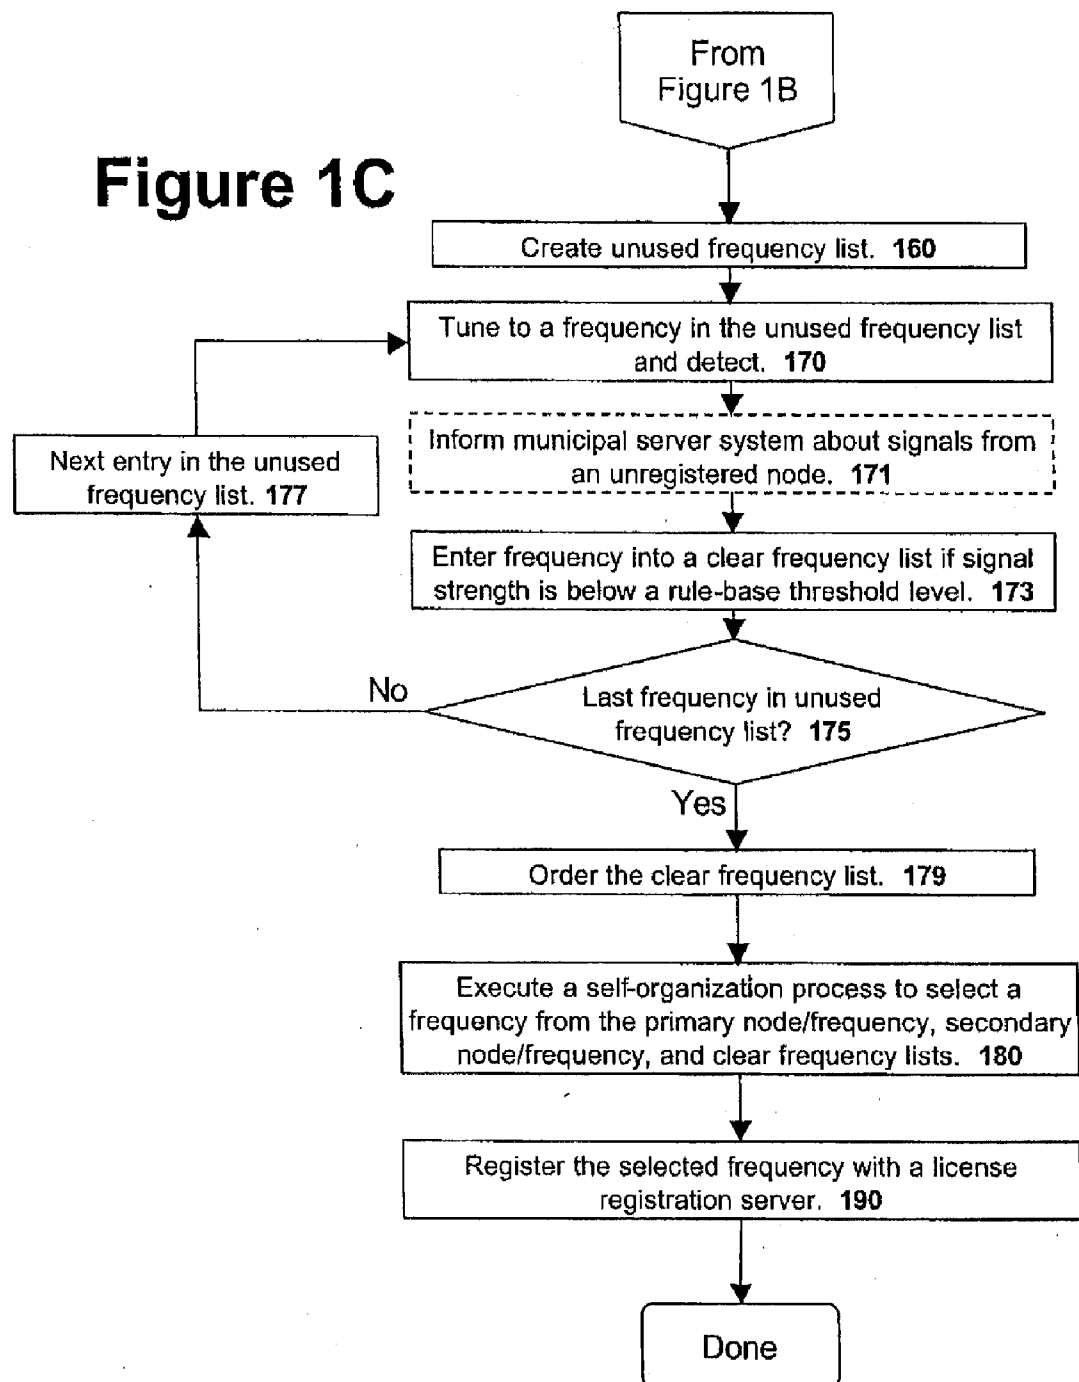 From
Figure 1B
Figure 1C
Create unused frequency list. 160
Tune to a frequency in the unused frequency list
and detect. 170
Inform municipal server system about signals from
an unregistered node. 171
Next entry in the unused
frequency list. 177
Enter frequency into a clear frequency list if signal
strength is below a rule-base threshold level. 173
No
Last frequency in unused
frequency list? 175
Yes
Order the clear frequency list. 179
Execute a self-organization process to select a
frequency from the primary node/frequency, secondary
node/frequency, and clear frequency lists. 180
Register the selected frequency with a license
registration server. 190
Done